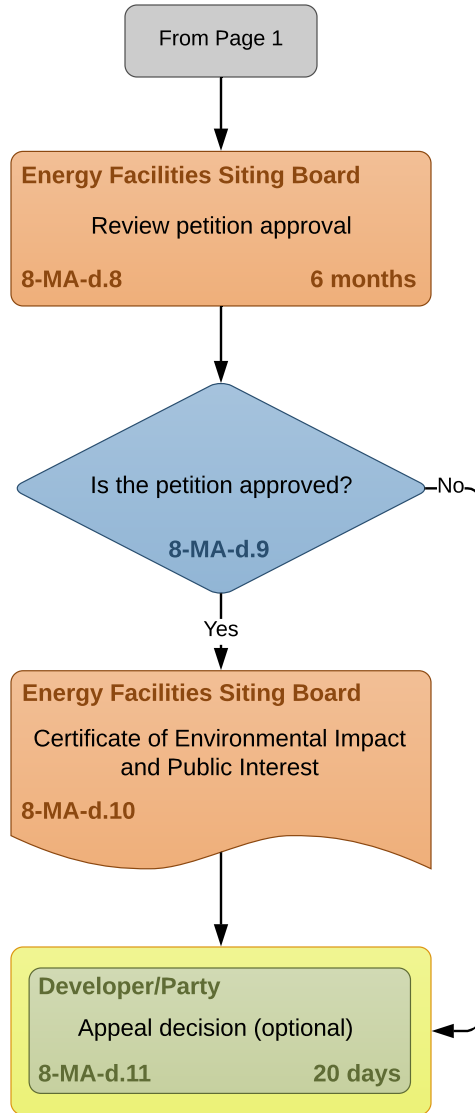 From Page 1
Energy Facilities Siting Board
Review petition approval
8-MA-d.8 6 months
Is the petition approved?
No
8-MA-d.9
Yes
Energy Facilities Siting Board
Certificate of Environmental Impact
and Public Interest
8-MA-d.10
Developer/Party
Appeal decision (optional)
8-MA-d.11 20 days